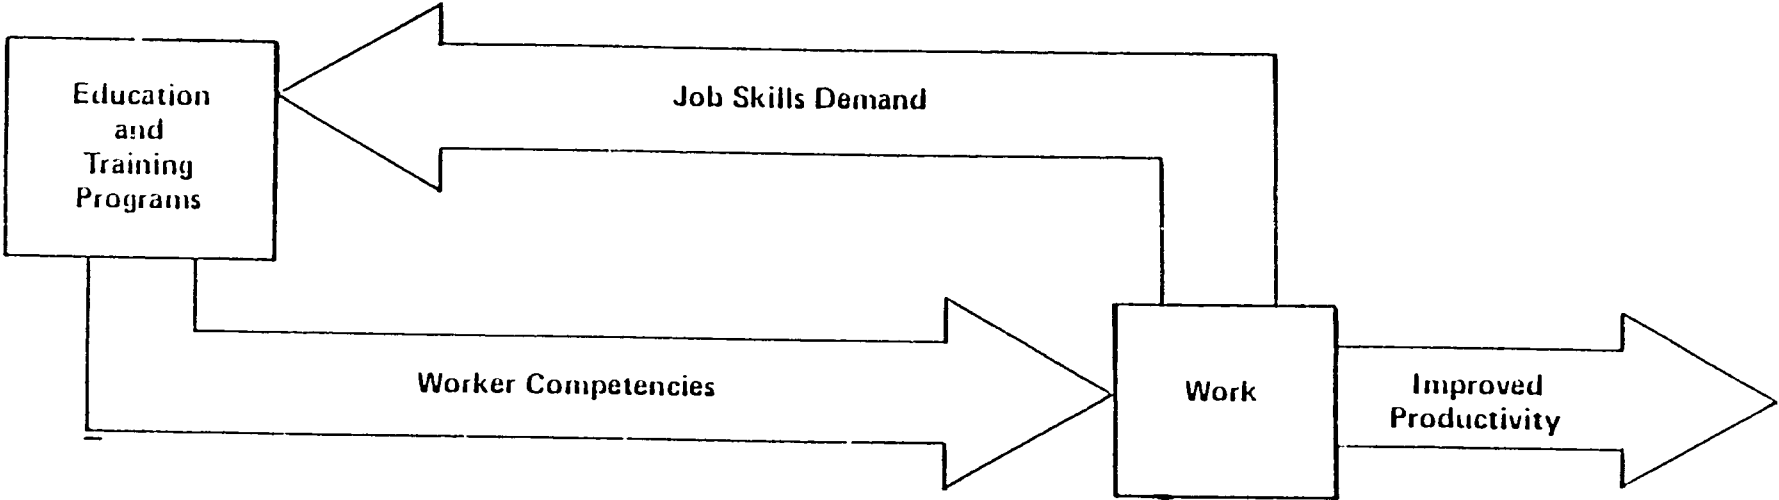 Education
and
Training
Programs
Job Skills Demand
Worker Competencies
Work
Improved
Productivity